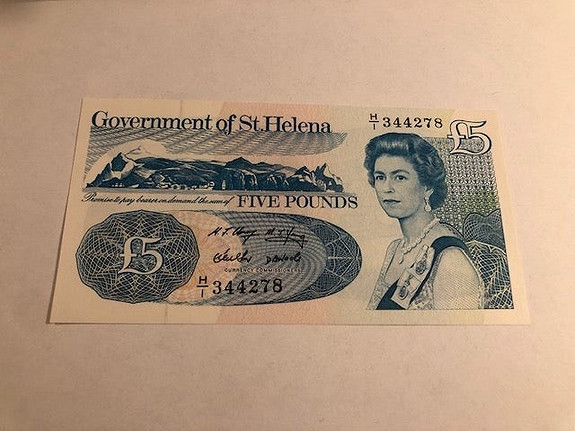 Government of St.Helena
H/1 344278
£5
Promise to pay bearer on demand the sum of FIVE POUNDS
£5
CURRENCY COMMISSIONERS
H/1 344278